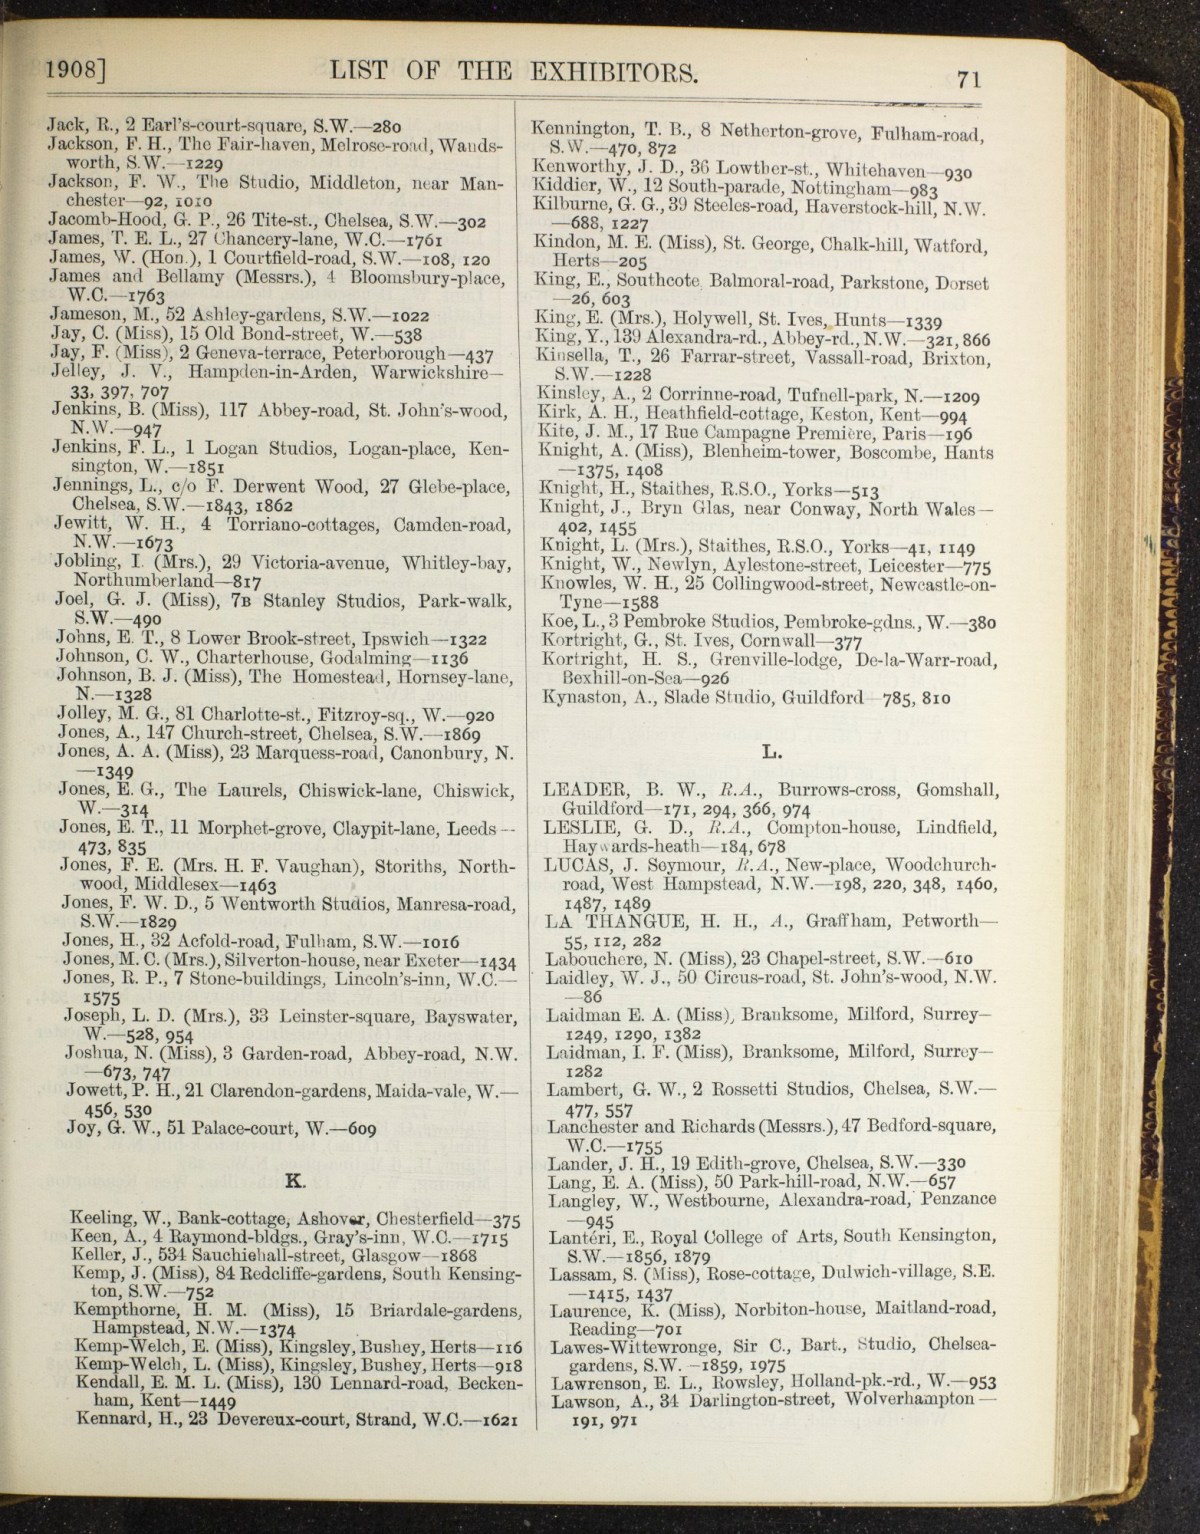 1908]
LIST OF THE EXHIBITORS.
71
Jack, R., 2 Earl's-court-square, S.W.—280
Jackson, F. H., The Fair-haven, Melrose-road, Wands-
worth, S.W.—1229
Jackson, F. W., The Studio, Middleton, near Man-
chester—92, 1010
Jacomb-Hood, G. P., 26 Tite-st., Chelsea, S.W.—302
James, T. E. L., 27 Chancery-lane, W.C.—1761
James, W. (Hon.), 1 Courtfield-road, S.W.—108, 120
James and Bellamy (Messrs.), 4 Bloomsbury-place,
W.C.—1763
Jameson, M., 52 Ashley-gardens, S.W.—1022
Jay, C. (Miss), 15 Old Bond-street, W.—538
Jay, F. (Miss), 2 Geneva-terrace, Peterborough—437
Jelley, J. V., Hampden-in-Arden, Warwickshire—
33, 397, 707
Jenkins, B. (Miss), 117 Abbey-road, St. John's-wood,
N.W.—947
Jenkins, F. L., 1 Logan Studios, Logan-place, Ken-
sington, W.—1851
Jennings, L., c/o F. Derwent Wood, 27 Glebe-place,
Chelsea, S.W.—1843, 1862
Jewitt, W. H., 4 Torriano-cottages, Camden-road,
N.W.—1673
Jobling, I. (Mrs.), 29 Victoria-avenue, Whitley-bay,
Northumberland—817
Joel, G. J. (Miss), 7B Stanley Studios, Park-walk,
S.W.—490
Johns, E. T., 8 Lower Brook-street, Ipswich—1322
Johnson, C. W., Charterhouse, Godalming—1136
Johnson, B. J. (Miss), The Homestead, Hornsey-lane,
N.—1328
Jolley, M. G., 81 Charlotte-st., Fitzroy-sq., W.—920
Jones, A., 147 Church-street, Chelsea, S.W.—1869
Jones, A. A. (Miss), 23 Marquess-road, Canonbury, N.
—1349
Jones, E. G., The Laurels, Chiswick-lane, Chiswick,
W.—314
Jones, E. T., 11 Morphet-grove, Claypit-lane, Leeds—
473, 835
Jones, F. E. (Mrs. H. F. Vaughan), Storiths, North-
wood, Middlesex—1463
Jones, F. W. D., 5 Wentworth Studios, Manresa-road,
S.W.—1829
Jones, H., 32 Acfold-road, Fulham, S.W.—1016
Jones, M. C. (Mrs.), Silverton-house, near Exeter—1434
Jones, R. P., 7 Stone-buildings, Lincoln's-inn, W.C.—
1575
Joseph, L. D. (Mrs.), 33 Leinster-square, Bayswater,
W.—528, 954
Joshua, N. (Miss), 3 Garden-road, Abbey-road, N.W.
—673, 747
Jowett, P. H., 21 Clarendon-gardens, Maida-vale, W.—
456, 530
Joy, G. W., 51 Palace-court, W.—609
K.
Keeling, W., Bank-cottage, Ashover, Chesterfield—375
Keen, A., 4 Raymond-bldgs., Gray's-inn, W.C.—1715
Keller, J., 534 Sauchiehall-street, Glasgow—1868
Kemp, J. (Miss), 84 Redcliffe-gardens, South Kensing-
ton, S.W.—752
Kempthorne, H. M. (Miss), 15 Briardale-gardens,
Hampstead, N.W.—1374
Kemp-Welch, E. (Miss), Kingsley, Bushey, Herts—116
Kemp-Welch, L. (Miss), Kingsley, Bushey, Herts—918
Kendall, E. M. L. (Miss), 130 Lennard-road, Becken-
ham, Kent—1449
Kennard, H., 23 Devereux-court, Strand, W.C.—1621
Kennington, T. B., 8 Netherton-grove, Fulham-road,
S.W.—470, 872
Kenworthy, J. D., 36 Lowther-st., Whitehaven—930
Kiddier, W., 12 South-parade, Nottingham—983
Kilburne, G. G., 39 Steeles-road, Haverstock-hill, N.W.
—688, 1227
Kindon, M. E. (Miss), St. George, Chalk-hill, Watford,
Herts—205
King, E., Southcote, Balmoral-road, Parkstone, Dorset
—26, 603
King, E. (Mrs.), Holywell, St. Ives, Hunts—1339
King, Y., 139 Alexandra-rd., Abbey-rd., N.W.—321, 866
Kinsella, T., 26 Farrar-street, Vassall-road, Brixton,
S.W.—1228
Kinsley, A., 2 Corrinne-road, Tufnell-park, N.—1209
Kirk, A. H., Heathfield-cottage, Keston, Kent—994
Kite, J. M., 17 Rue Campagne Première, Paris—196
Knight, A. (Miss), Blenheim-tower, Boscombe, Hants
—1375, 1408
Knight, H., Staithes, R.S.O., Yorks—513
Knight, J., Bryn Glas, near Conway, North Wales—
402, 1455
Knight, L. (Mrs.), Staithes, R.S.O., Yorks—41, 1149
Knight, W., Newlyn, Aylestone-street, Leicester—775
Knowles, W. H., 25 Collingwood-street, Newcastle-on-
Tyne—1588
Koe, L., 3 Pembroke Studios, Pembroke-gdns., W.—380
Kortright, G., St. Ives, Cornwall—377
Kortright, H. S., Grenville-lodge, De-la-Warr-road,
Bexhill-on-Sea—926
Kynaston, A., Slade Studio, Guildford—785, 810
L.
LEADER, B. W., R.A., Burrows-cross, Gomshall,
Guildford—171, 294, 366, 974
LESLIE, G. D., R.A., Compton-house, Lindfield,
Haywards-heath—184, 678
LUCAS, J. Seymour, R.A., New-place, Woodchurch-
road, West Hampstead, N.W.—198, 220, 348, 1460,
1487, 1489
LA THANGUE, H. H., A., Graffham, Petworth—
55, 112, 282
Labouchere, N. (Miss), 23 Chapel-street, S.W.—610
Laidley, W. J., 50 Circus-road, St. John's-wood, N.W.
—86
Laidman E. A. (Miss), Branksome, Milford, Surrey—
1249, 1290, 1382
Laidman, I. F. (Miss), Branksome, Milford, Surrey—
1282
Lambert, G. W., 2 Rossetti Studios, Chelsea, S.W.—
477, 557
Lanchester and Richards (Messrs.), 47 Bedford-square,
W.C.—1755
Lander, J. H., 19 Edith-grove, Chelsea, S.W.—330
Lang, E. A. (Miss), 50 Park-hill-road, N.W.—657
Langley, W., Westbourne, Alexandra-road, Penzance
—945
Lantéri, E., Royal College of Arts, South Kensington,
S.W.—1856, 1879
Lassam, S. (Miss), Rose-cottage, Dulwich-village, S.E.
—1415, 1437
Laurence, K. (Miss), Norbiton-house, Maitland-road,
Reading—701
Lawes-Wittewronge, Sir C., Bart., Studio, Chelsea-
gardens, S.W. —1859, 1975
Lawrenson, E. L., Rowsley, Holland-pk.-rd., W.—953
Lawson, A., 34 Darlington-street, Wolverhampton—
191, 971